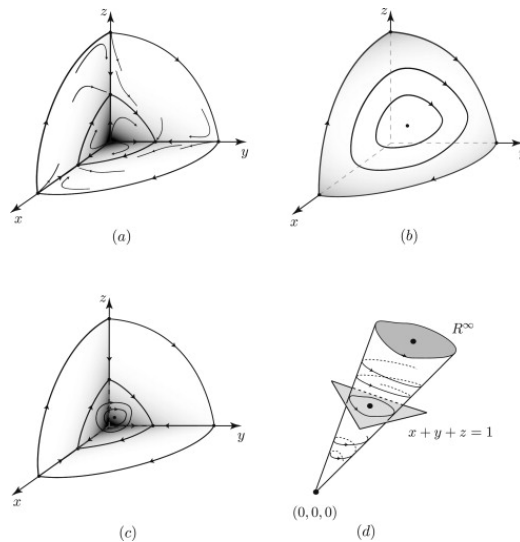 z
y
x
(a)
z
x
(b)
z
y
x
(c)
R^∞
x + y + z = 1
(0, 0, 0)
(d)